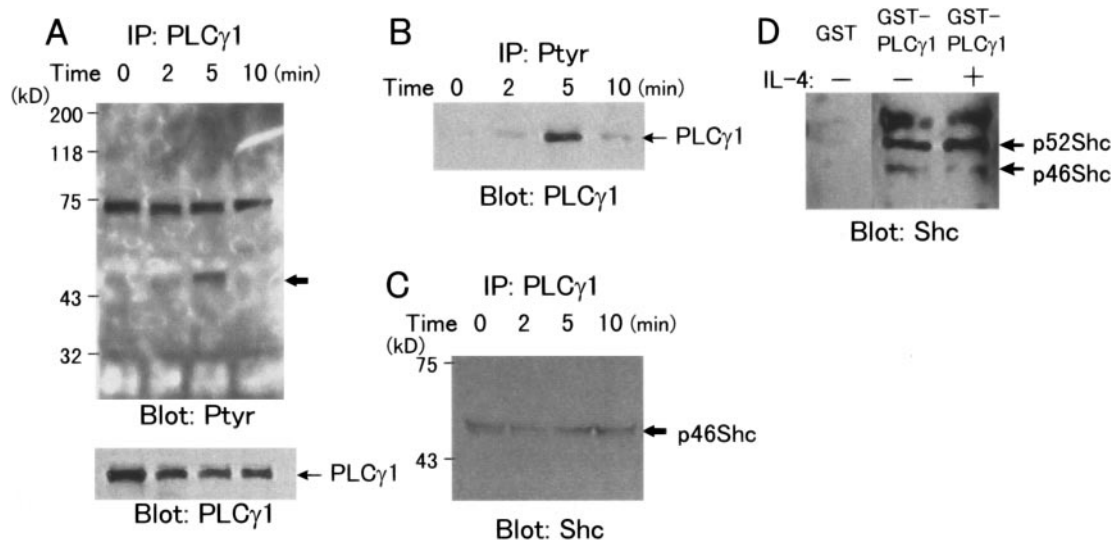 A
IP: PLCγ1
Time 0 2 5 10 (min)
(kD)
200
118
75
43
32
Blot: Ptyr
PLCγ1
Blot: PLCγ1
B
IP: Ptyr
Time 0 2 5 10 (min)
PLCγ1
Blot: PLCγ1
C
IP: PLCγ1
Time 0 2 5 10 (min)
(kD)
75
43
p46Shc
Blot: Shc
D
GST GST-PLCγ1 GST-PLCγ1
IL-4: − − +
p52Shc
p46Shc
Blot: Shc